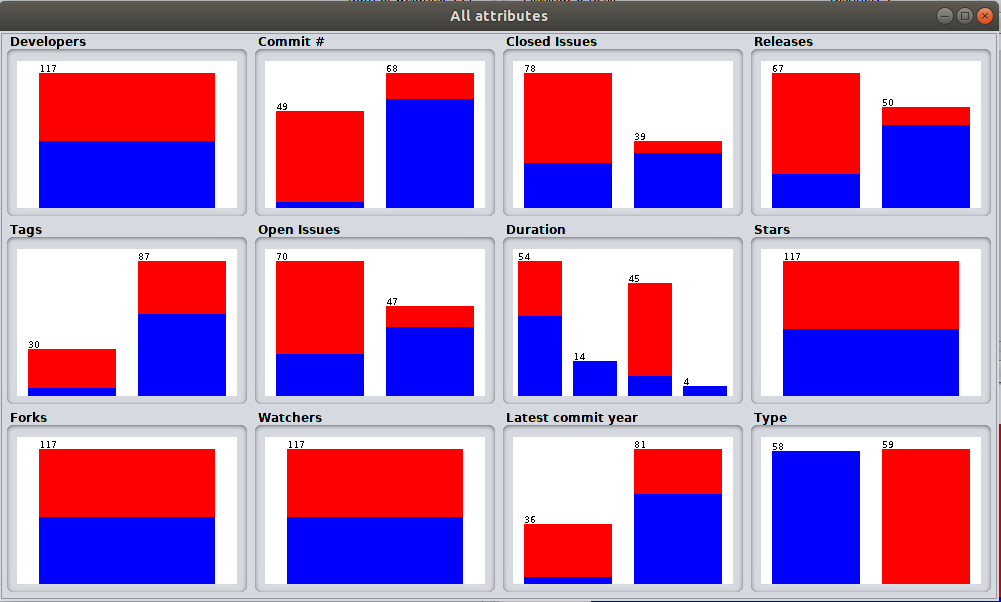 All attributes
Developers
117
Commit #
49
68
Closed Issues
78
39
Releases
67
50
Tags
30
87
Open Issues
70
47
Duration
54
14
45
4
Stars
117
Forks
117
Watchers
117
Latest commit year
36
81
Type
58
59